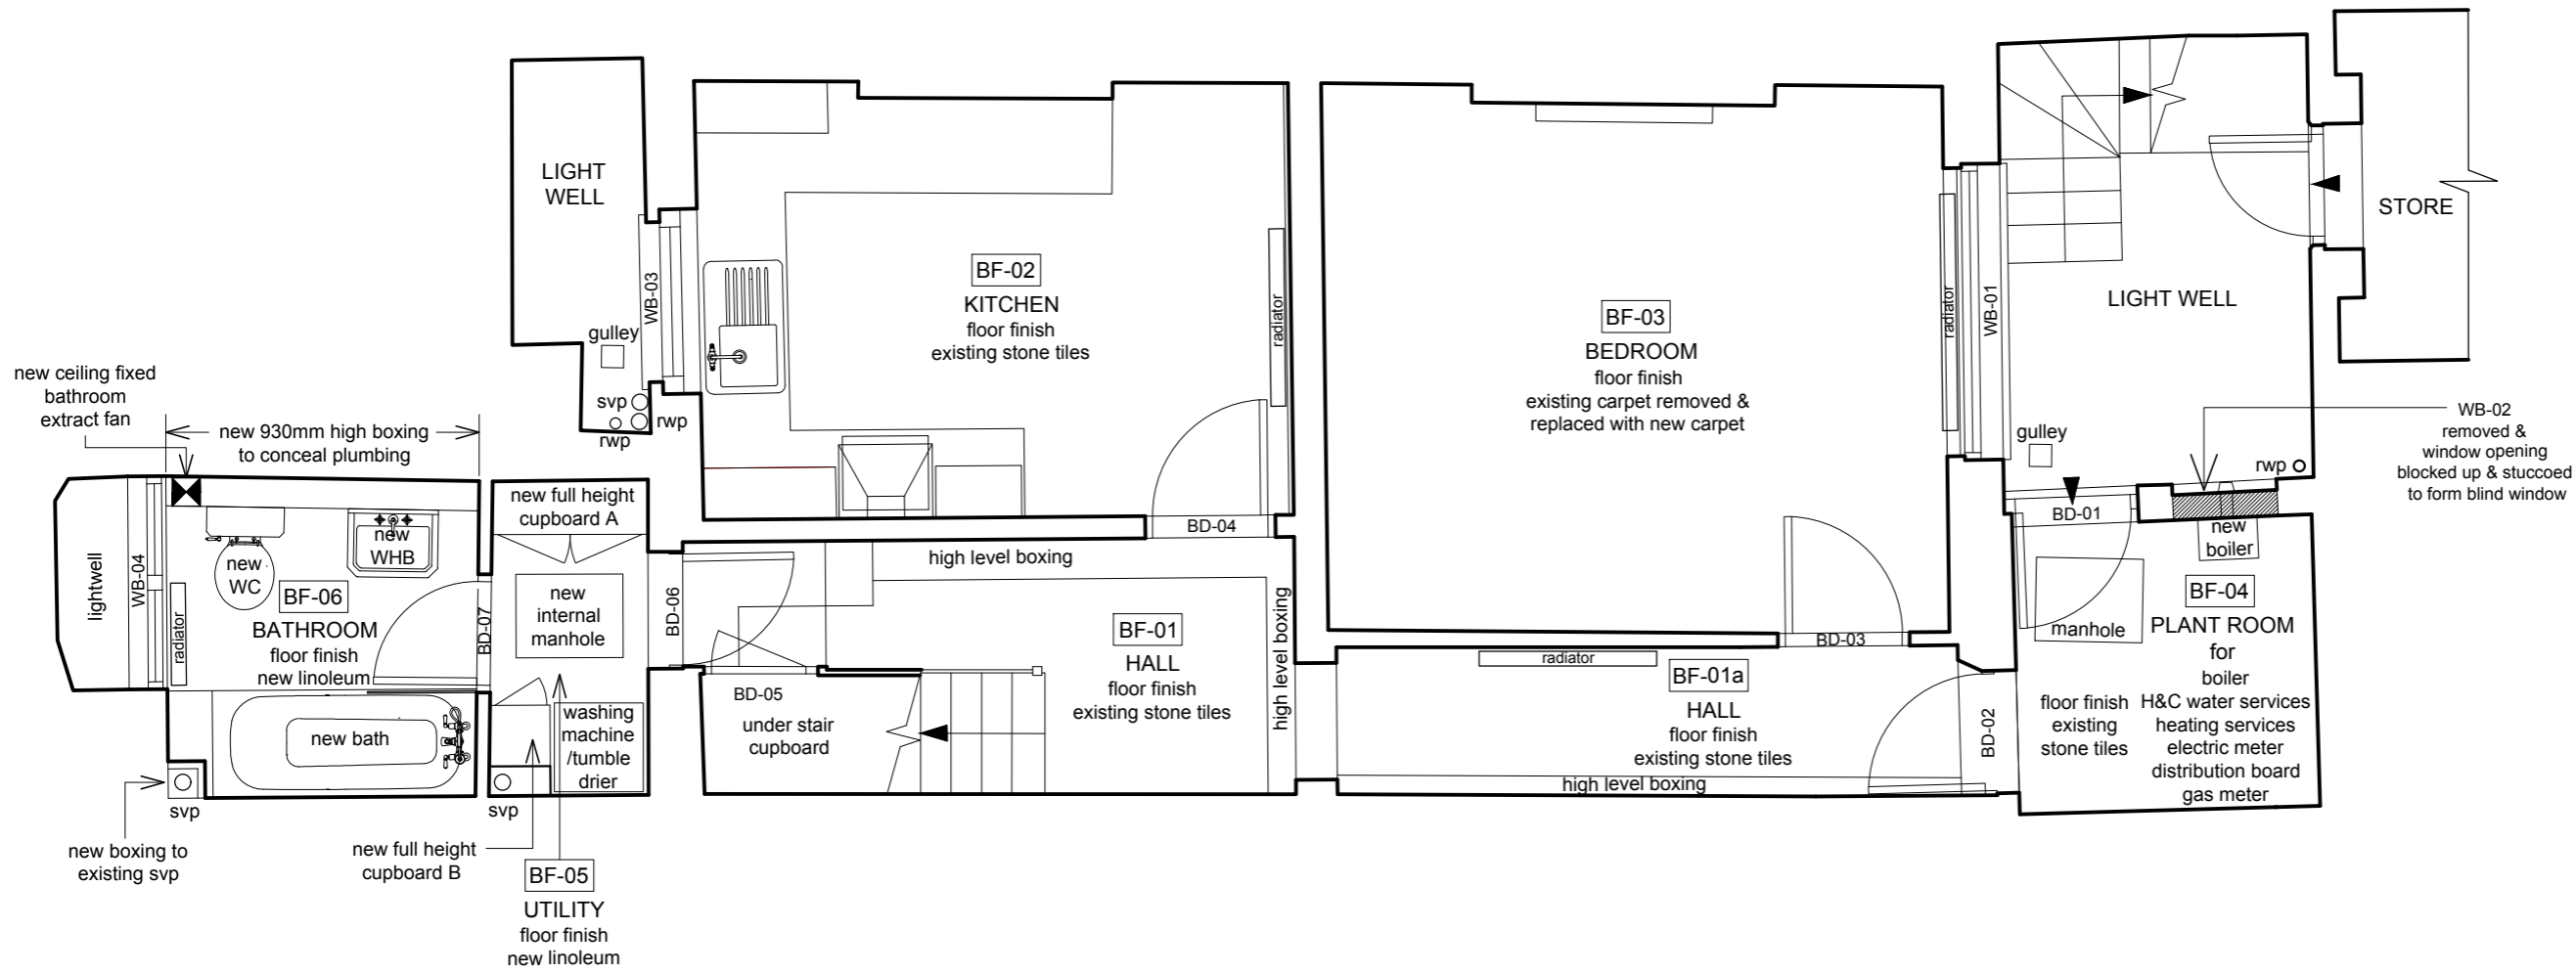 LIGHT
WELL
gulley
svp
rwp
rwp
WB-03
BF-02
KITCHEN
floor finish
existing stone tiles
radiator
BD-04
BF-03
BEDROOM
floor finish
existing carpet removed &
replaced with new carpet
radiator
WB-01
BD-03
LIGHT WELL
gulley
rwp
STORE
WB-02
removed &
window opening
blocked up & stuccoed
to form blind window
BD-01
new
boiler
manhole
BF-04
PLANT ROOM
for
boiler
H&C water services
heating services
electric meter
distribution board
gas meter
floor finish
existing
stone tiles
BD-02
radiator
BF-01a
HALL
floor finish
existing stone tiles
high level boxing
high level boxing
high level boxing
BF-01
HALL
floor finish
existing stone tiles
BD-05
under stair
cupboard
BD-06
new full height
cupboard A
new
internal
manhole
washing
machine
/tumble
drier
svp
new full height
cupboard B
BF-05
UTILITY
floor finish
new linoleum
BD-07
new ceiling fixed
bathroom
extract fan
new 930mm high boxing
to conceal plumbing
lightwell
WB-04
radiator
new
WC
new
WHB
BF-06
BATHROOM
floor finish
new linoleum
new bath
svp
new boxing to
existing svp